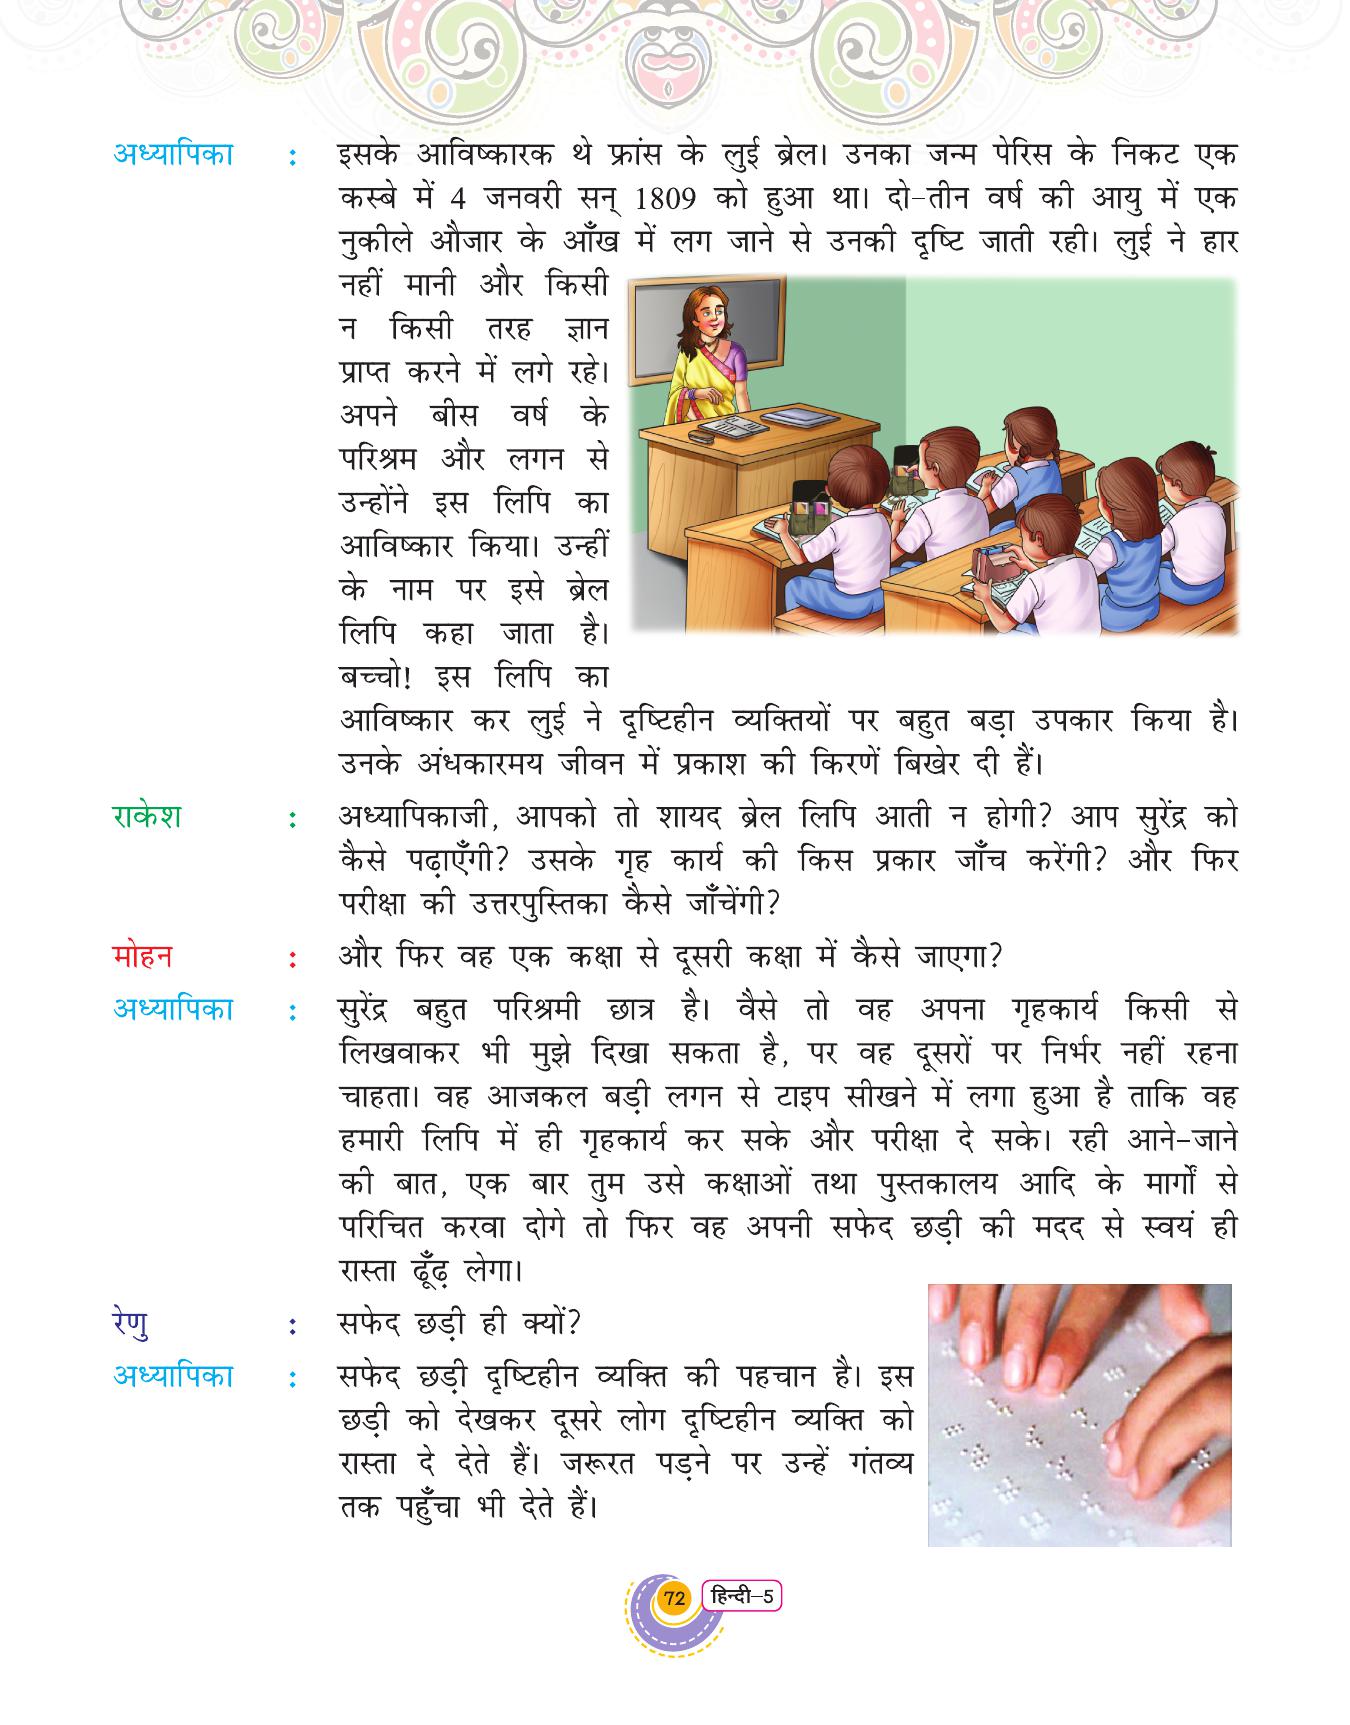 अध्यापिका : इसके आविष्कारक थे फ्रांस के लुई ब्रेल। उनका जन्म पेरिस के निकट एक
कस्बे में 4 जनवरी सन् 1809 को हुआ था। दो-तीन वर्ष की आयु में एक
नुकीले औजार के आँख में लग जाने से उनकी दृष्टि जाती रही। लुई ने हार
नहीं मानी और किसी
न किसी तरह ज्ञान
प्राप्त करने में लगे रहे।
अपने बीस वर्ष के
परिश्रम और लगन से
उन्होंने इस लिपि का
आविष्कार किया। उन्हीं
के नाम पर इसे ब्रेल
लिपि कहा जाता है।
बच्चो! इस लिपि का
आविष्कार कर लुई ने दृष्टिहीन व्यक्तियों पर बहुत बड़ा उपकार किया है।
उनके अंधकारमय जीवन में प्रकाश की किरणें बिखेर दी हैं।
राकेश : अध्यापिकाजी, आपको तो शायद ब्रेल लिपि आती न होगी? आप सुरेंद्र को
कैसे पढ़ाएँगी? उसके गृह कार्य की किस प्रकार जाँच करेंगी? और फिर
परीक्षा की उत्तरपुस्तिका कैसे जाँचेंगी?
मोहन : और फिर वह एक कक्षा से दूसरी कक्षा में कैसे जाएगा?
अध्यापिका : सुरेंद्र बहुत परिश्रमी छात्र है। वैसे तो वह अपना गृहकार्य किसी से
लिखवाकर भी मुझे दिखा सकता है, पर वह दूसरों पर निर्भर नहीं रहना
चाहता। वह आजकल बड़ी लगन से टाइप सीखने में लगा हुआ है ताकि वह
हमारी लिपि में ही गृहकार्य कर सके और परीक्षा दे सके। रही आने-जाने
की बात, एक बार तुम उसे कक्षाओं तथा पुस्तकालय आदि के मार्गों से
परिचित करवा दोगे तो फिर वह अपनी सफेद छड़ी की मदद से स्वयं ही
रास्ता ढूँढ़ लेगा।
रेणु : सफेद छड़ी ही क्यों?
अध्यापिका : सफेद छड़ी दृष्टिहीन व्यक्ति की पहचान है। इस
छड़ी को देखकर दूसरे लोग दृष्टिहीन व्यक्ति को
रास्ता दे देते हैं। जरूरत पड़ने पर उन्हें गंतव्य
तक पहुँचा भी देते हैं।
72 हिन्दी–5